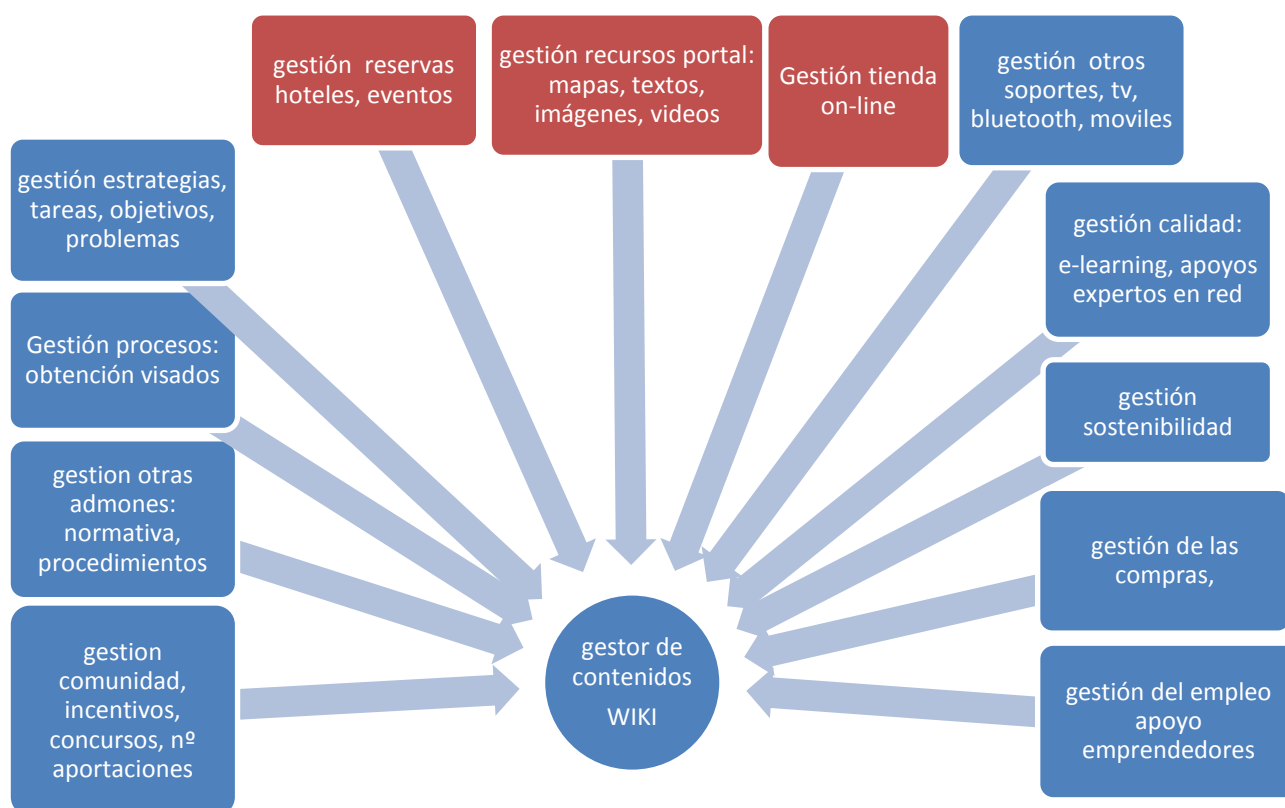 gestión reservas
hoteles, eventos
gestión recursos portal:
mapas, textos,
imágenes, videos
Gestión tienda
on-line
gestión otros
soportes, tv,
bluetooth, moviles
gestión estrategias,
tareas, objetivos,
problemas
gestión calidad:
e-learning, apoyos
expertos en red
Gestión procesos:
obtención visados
gestión
sostenibilidad
gestion otras
admones:
normativa,
procedimientos
gestión de las
compras,
gestion
comunidad,
incentivos,
concursos, nº
aportaciones
gestor de
contenidos
WIKI
gestión del empleo
apoyo
emprendedores